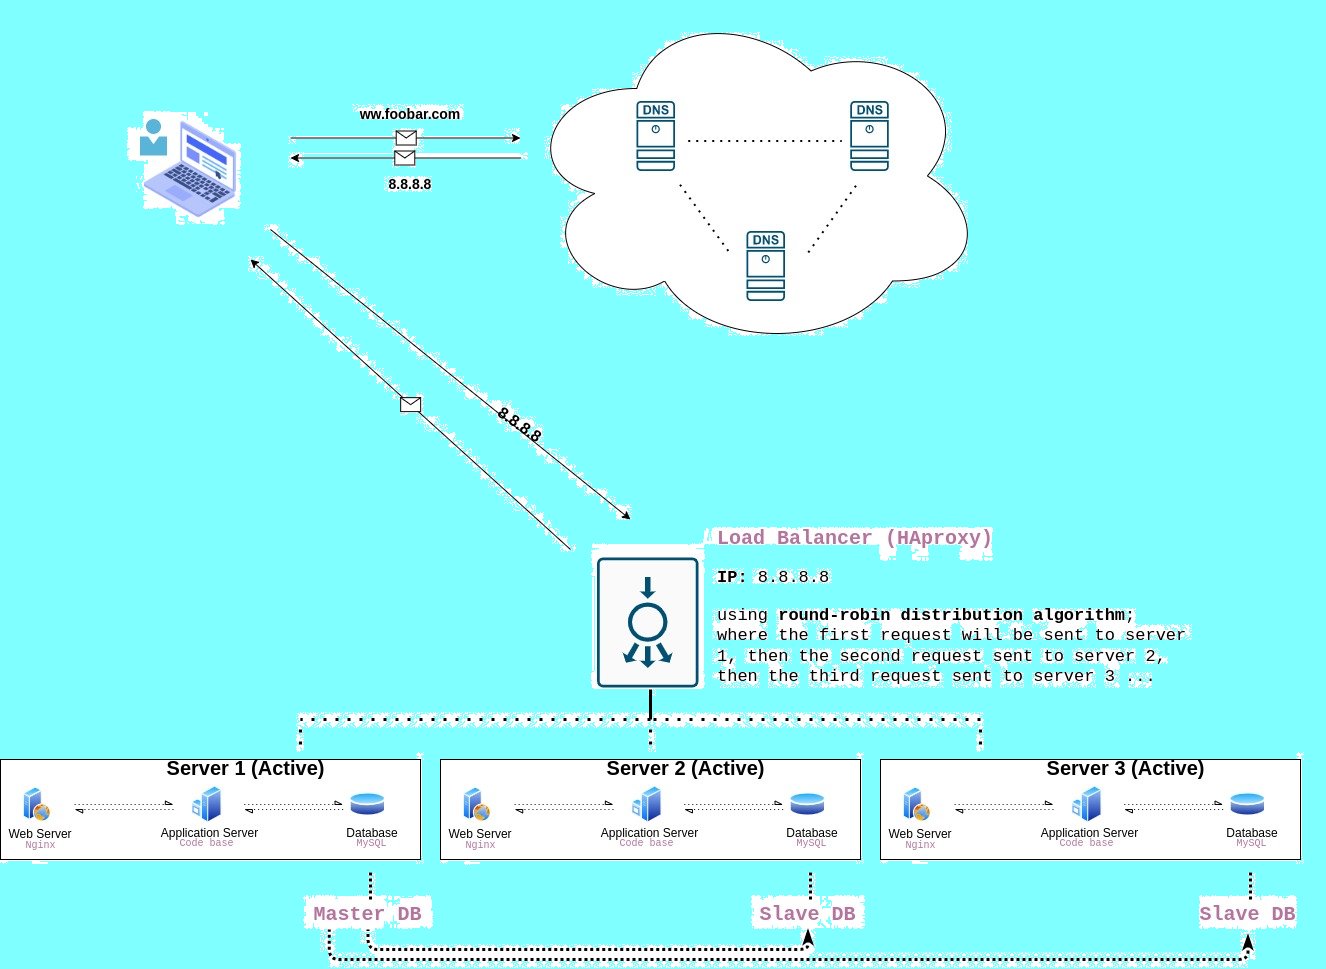 ww.foobar.com
8.8.8.8
DNS
DNS
DNS
8.8.8.8
Load Balancer (HAproxy)
IP: 8.8.8.8
using round-robin distribution algorithm;
where the first request will be sent to server
1, then the second request sent to server 2,
then the third request sent to server 3 ...
Server 1 (Active)
Web Server
Nginx
Application Server
Code base
Database
MySQL
Server 2 (Active)
Web Server
Nginx
Application Server
Code base
Database
MySQL
Server 3 (Active)
Web Server
Nginx
Application Server
Code base
Database
MySQL
Master DB
Slave DB
Slave DB